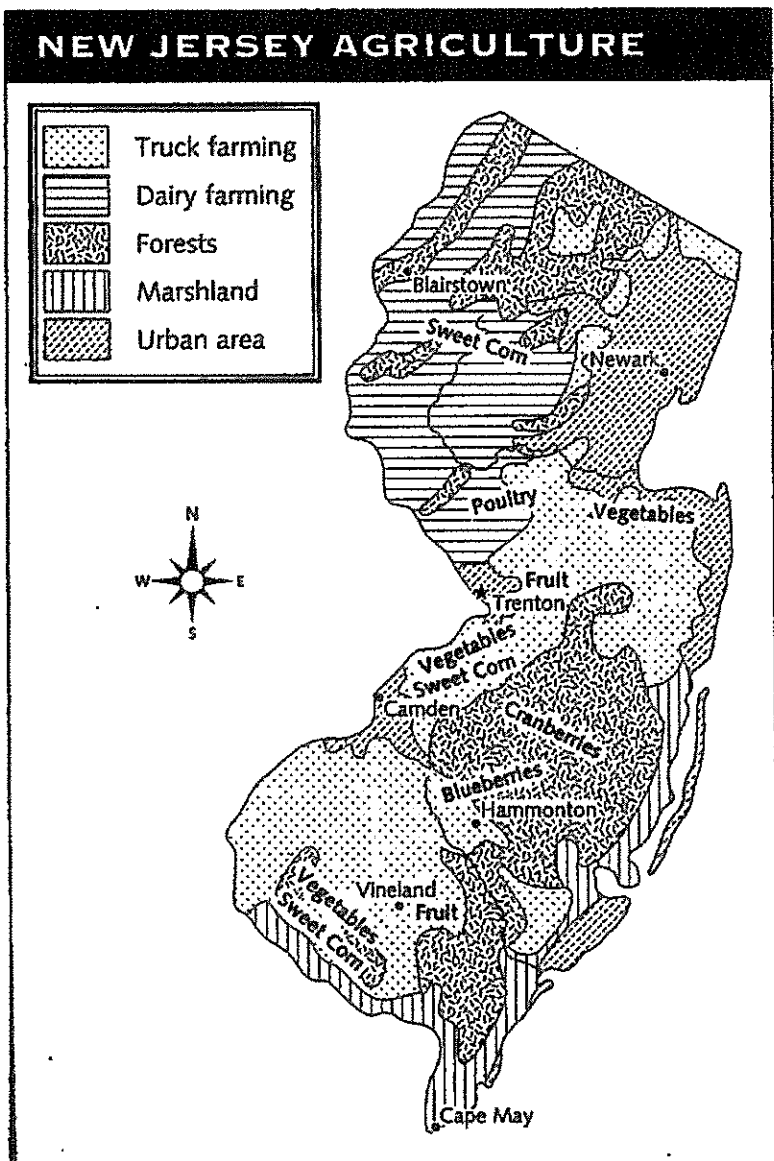 NEW JERSEY AGRICULTURE
Truck farming
Dairy farming
Forests
Marshland
Urban area
Blairstown
Sweet Corn
Newark
Poultry
Vegetables
N
W
E
S
Fruit
Trenton
Vegetables
Sweet Corn
Camden
Cranberries
Blueberries
Hammonton
Vineland
Fruit
Vegetables
Sweet Corn
Cape May